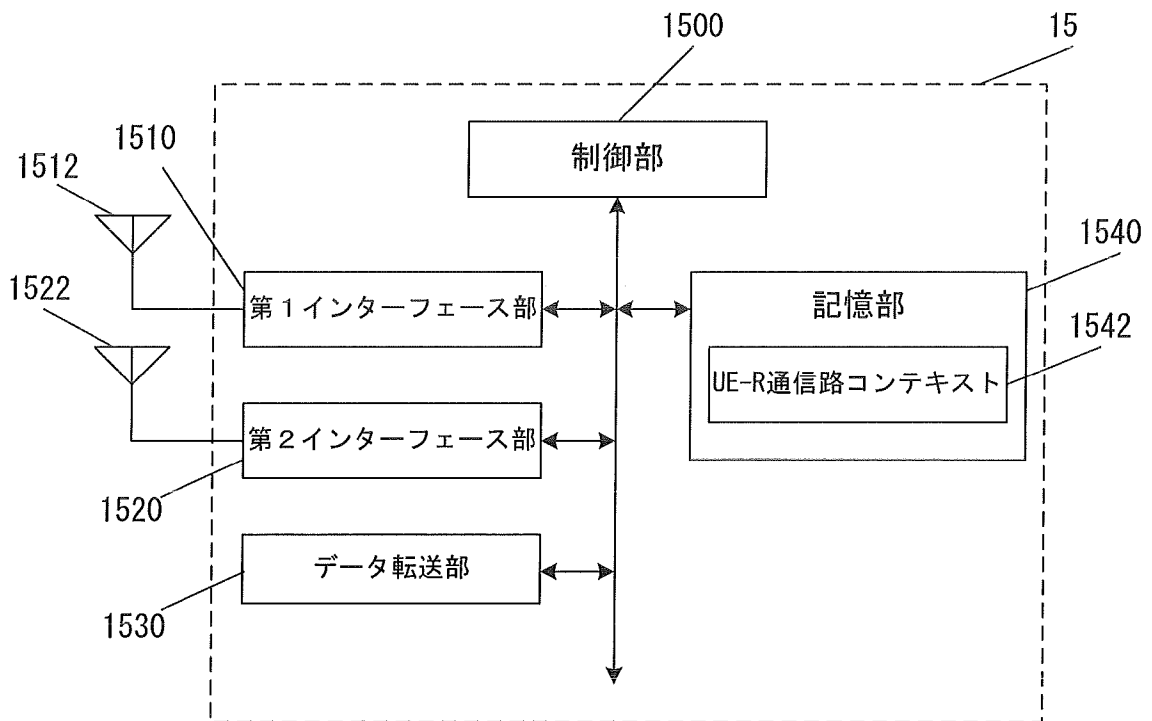 1500
15
1510
制御部
1512
1540
1522
第1インターフェース部
記憶部
1542
UE-R通信路コンテキスト
第2インターフェース部
1520
データ転送部
1530